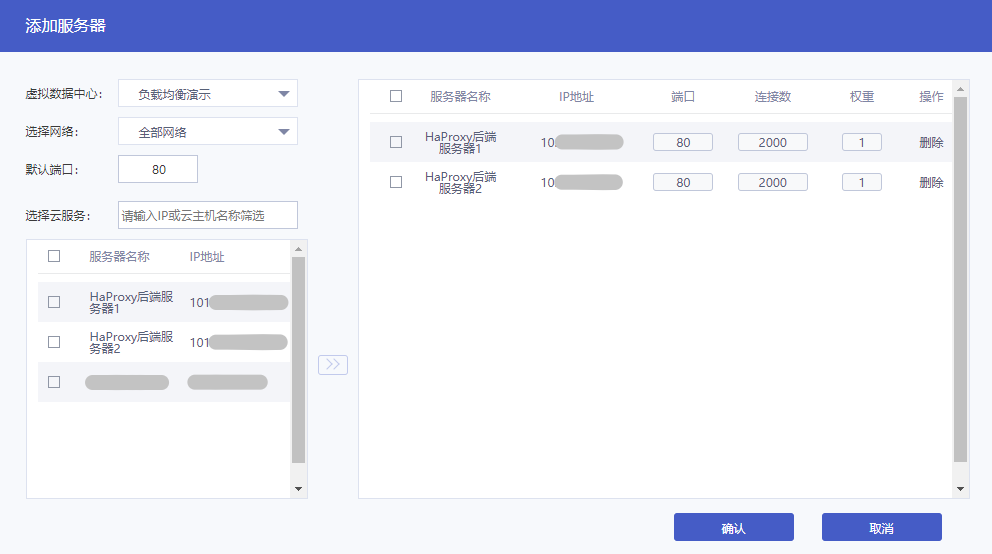 添加服务器
虚拟数据中心： 负载均衡演示
选择网络： 全部网络
默认端口： 80
选择云服务： 请输入IP或云主机名称筛选
服务器名称 IP地址
HaProxy后端服
务器1
101
HaProxy后端服
务器2
101
服务器名称 IP地址 端口 连接数 权重 操作
HaProxy后端
服务器1
10 80 2000 1 删除
HaProxy后端
服务器2
10 80 2000 1 删除
确认 取消